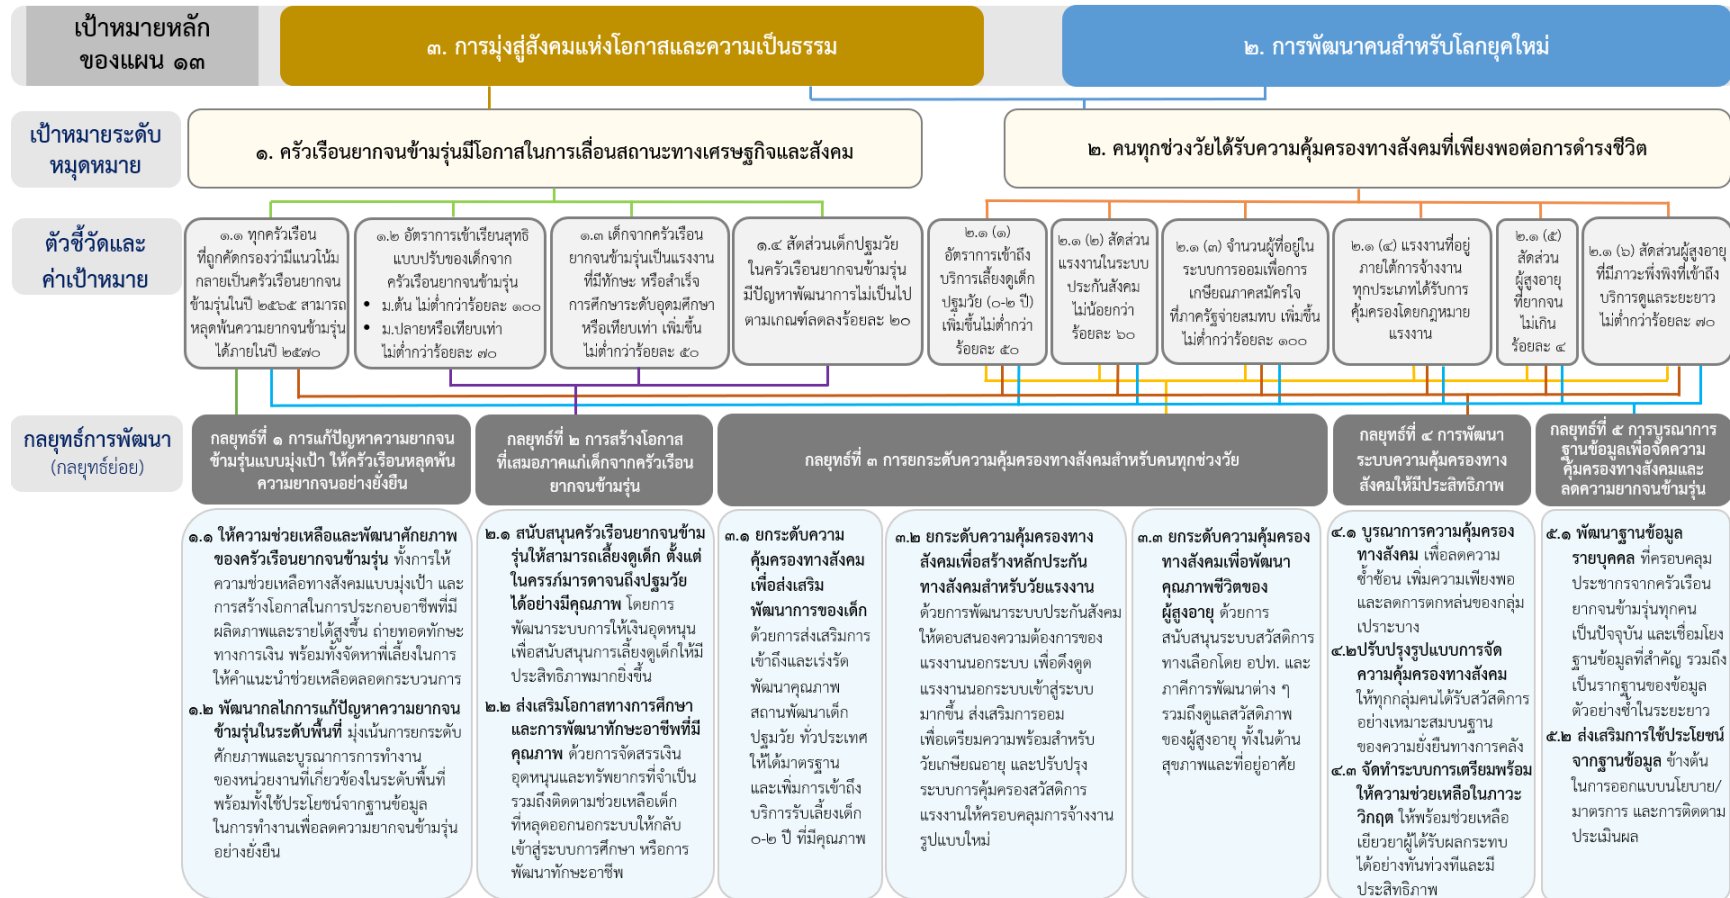 เป้าหมายหลัก
ของแผน ๑๓
๓. การมุ่งสู่สังคมแห่งโอกาสและความเป็นธรรม
๒. การพัฒนาคนสำหรับโลกยุคใหม่
เป้าหมายระดับ
หมุดหมาย
๑. ครัวเรือนยากจนข้ามรุ่นมีโอกาสในการเลื่อนสถานะทางเศรษฐกิจและสังคม
๒. คนทุกช่วงวัยได้รับความคุ้มครองทางสังคมที่เพียงพอต่อการดำรงชีวิต
ตัวชี้วัดและ
ค่าเป้าหมาย
๑.๑ ทุกครัวเรือน
ที่ถูกคัดกรองว่ามีแนวโน้ม
กลายเป็นครัวเรือนยากจน
ข้ามรุ่นในปี ๒๕๖๕ สามารถ
หลุดพ้นความยากจนข้ามรุ่น
ได้ภายในปี ๒๕๗๐
๑.๒ อัตราการเข้าเรียนสุทธิ
แบบปรับของเด็กจาก
ครัวเรือนยากจนข้ามรุ่น
• ม.ต้น ไม่ต่ำกว่าร้อยละ ๑๐๐
• ม.ปลายหรือเทียบเท่า
ไม่ต่ำกว่าร้อยละ ๗๐
๑.๓ เด็กจากครัวเรือน
ยากจนข้ามรุ่นเป็นแรงงาน
ที่มีทักษะ หรือสำเร็จ
การศึกษาระดับอุดมศึกษา
หรือเทียบเท่า เพิ่มขึ้น
ไม่ต่ำกว่าร้อยละ ๕๐
๑.๔ สัดส่วนเด็กปฐมวัย
ในครัวเรือนยากจนข้ามรุ่น
มีปัญหาพัฒนาการไม่เป็นไป
ตามเกณฑ์ลดลงร้อยละ ๒๐
๒.๑ (๑)
อัตราการเข้าถึง
บริการเลี้ยงดูเด็ก
ปฐมวัย (๐-๒ ปี)
เพิ่มขึ้นไม่ต่ำกว่า
ร้อยละ ๕๐
๒.๑ (๒) สัดส่วน
แรงงานในระบบ
ประกันสังคม
ไม่น้อยกว่า
ร้อยละ ๖๐
๒.๑ (๓) จำนวนผู้ที่อยู่ใน
ระบบการออมเพื่อการ
เกษียณภาคสมัครใจ
ที่ภาครัฐจ่ายสมทบ เพิ่มขึ้น
ไม่ต่ำกว่าร้อยละ ๑๐๐
๒.๑ (๔) แรงงานที่อยู่
ภายใต้การจ้างงาน
ทุกประเภทได้รับการ
คุ้มครองโดยกฎหมาย
แรงงาน
๒.๑ (๕)
สัดส่วน
ผู้สูงอายุ
ที่ยากจน
ไม่เกิน
ร้อยละ ๔
๒.๑ (๖) สัดส่วนผู้สูงอายุ
ที่มีภาวะพึ่งพิงที่เข้าถึง
บริการดูแลระยะยาว
ไม่ต่ำกว่าร้อยละ ๗๐
กลยุทธ์การพัฒนา
(กลยุทธ์ย่อย)
กลยุทธ์ที่ ๑ การแก้ปัญหาความยากจน
ข้ามรุ่นแบบมุ่งเป้า ให้ครัวเรือนหลุดพ้น
ความยากจนอย่างยั่งยืน
กลยุทธ์ที่ ๒ การสร้างโอกาส
ที่เสมอภาคแก่เด็กจากครัวเรือน
ยากจนข้ามรุ่น
กลยุทธ์ที่ ๓ การยกระดับความคุ้มครองทางสังคมสำหรับคนทุกช่วงวัย
กลยุทธ์ที่ ๔ การพัฒนา
ระบบความคุ้มครองทาง
สังคมให้มีประสิทธิภาพ
กลยุทธ์ที่ ๕ การบูรณาการ
ฐานข้อมูลเพื่อจัดความ
คุ้มครองทางสังคมและ
ลดความยากจนข้ามรุ่น
๑.๑ ให้ความช่วยเหลือและพัฒนาศักยภาพ
ของครัวเรือนยากจนข้ามรุ่น ทั้งการให้
ความช่วยเหลือทางสังคมแบบมุ่งเป้า และ
การสร้างโอกาสในการประกอบอาชีพที่มี
ผลิตภาพและรายได้สูงขึ้น ถ่ายทอดทักษะ
ทางการเงิน พร้อมทั้งจัดหาพี่เลี้ยงในการ
ให้คำแนะนำช่วยเหลือตลอดกระบวนการ
๑.๒ พัฒนากลไกการแก้ปัญหาความยากจน
ข้ามรุ่นในระดับพื้นที่ มุ่งเน้นการยกระดับ
ศักยภาพและบูรณาการการทำงาน
ของหน่วยงานที่เกี่ยวข้องในระดับพื้นที่
พร้อมทั้งใช้ประโยชน์จากฐานข้อมูล
ในการทำงานเพื่อลดความยากจนข้ามรุ่น
อย่างยั่งยืน
๒.๑ สนับสนุนครัวเรือนยากจนข้าม
รุ่นให้สามารถเลี้ยงดูเด็ก ตั้งแต่
ในครรภ์มารดาจนถึงปฐมวัย
ได้อย่างมีคุณภาพ โดยการ
พัฒนาระบบการให้เงินอุดหนุน
เพื่อสนับสนุนการเลี้ยงดูเด็กให้มี
ประสิทธิภาพมากยิ่งขึ้น
๒.๒ ส่งเสริมโอกาสทางการศึกษา
และการพัฒนาทักษะอาชีพที่มี
คุณภาพ ด้วยการจัดสรรเงิน
อุดหนุนและทรัพยากรที่จำเป็น
รวมถึงติดตามช่วยเหลือเด็ก
ที่หลุดออกนอกระบบให้กลับ
เข้าสู่ระบบการศึกษา หรือการ
พัฒนาทักษะอาชีพ
๓.๑ ยกระดับความ
คุ้มครองทางสังคม
เพื่อส่งเสริม
พัฒนาการของเด็ก
ด้วยการส่งเสริมการ
เข้าถึงและเร่งรัด
พัฒนาคุณภาพ
สถานพัฒนาเด็ก
ปฐมวัย ทั่วประเทศ
ให้ได้มาตรฐาน
และเพิ่มการเข้าถึง
บริการรับเลี้ยงเด็ก
๐-๒ ปี ที่มีคุณภาพ
๓.๒ ยกระดับความคุ้มครองทาง
สังคมเพื่อสร้างหลักประกัน
ทางสังคมสำหรับวัยแรงงาน
ด้วยการพัฒนาระบบประกันสังคม
ให้ตอบสนองความต้องการของ
แรงงานนอกระบบ เพื่อดึงดูด
แรงงานนอกระบบเข้าสู่ระบบ
มากขึ้น ส่งเสริมการออม
เพื่อเตรียมความพร้อมสำหรับ
วัยเกษียณอายุ และปรับปรุง
ระบบการคุ้มครองสวัสดิการ
แรงงานให้ครอบคลุมการจ้างงาน
รูปแบบใหม่
๓.๓ ยกระดับความคุ้มครอง
ทางสังคมเพื่อพัฒนา
คุณภาพชีวิตของ
ผู้สูงอายุ ด้วยการ
สนับสนุนระบบสวัสดิการ
ทางเลือกโดย อปท. และ
ภาคีการพัฒนาต่าง ๆ
รวมถึงดูแลสวัสดิภาพ
ของผู้สูงอายุ ทั้งในด้าน
สุขภาพและที่อยู่อาศัย
๔.๑ บูรณาการความคุ้มครอง
ทางสังคม เพื่อลดความ
ซ้ำซ้อน เพิ่มความเพียงพอ
และลดการตกหล่นของกลุ่ม
เปราะบาง
๔.๒ปรับปรุงรูปแบบการจัด
ความคุ้มครองทางสังคม
ให้ทุกกลุ่มคนได้รับสวัสดิการ
อย่างเหมาะสมบนฐาน
ของความยั่งยืนทางการคลัง
๔.๓ จัดทำระบบการเตรียมพร้อม
ให้ความช่วยเหลือในภาวะ
วิกฤต ให้พร้อมช่วยเหลือ
เยียวยาผู้ได้รับผลกระทบ
ได้อย่างทันท่วงทีและมี
ประสิทธิภาพ
๕.๑ พัฒนาฐานข้อมูล
รายบุคคล ที่ครอบคลุม
ประชากรจากครัวเรือน
ยากจนข้ามรุ่นทุกคน
เป็นปัจจุบัน และเชื่อมโยง
ฐานข้อมูลที่สำคัญ รวมถึง
เป็นรากฐานของข้อมูล
ตัวอย่างซ้ำในระยะยาว
๕.๒ ส่งเสริมการใช้ประโยชน์
จากฐานข้อมูล ข้างต้น
ในการออกแบบนโยบาย/
มาตรการ และการติดตาม
ประเมินผล